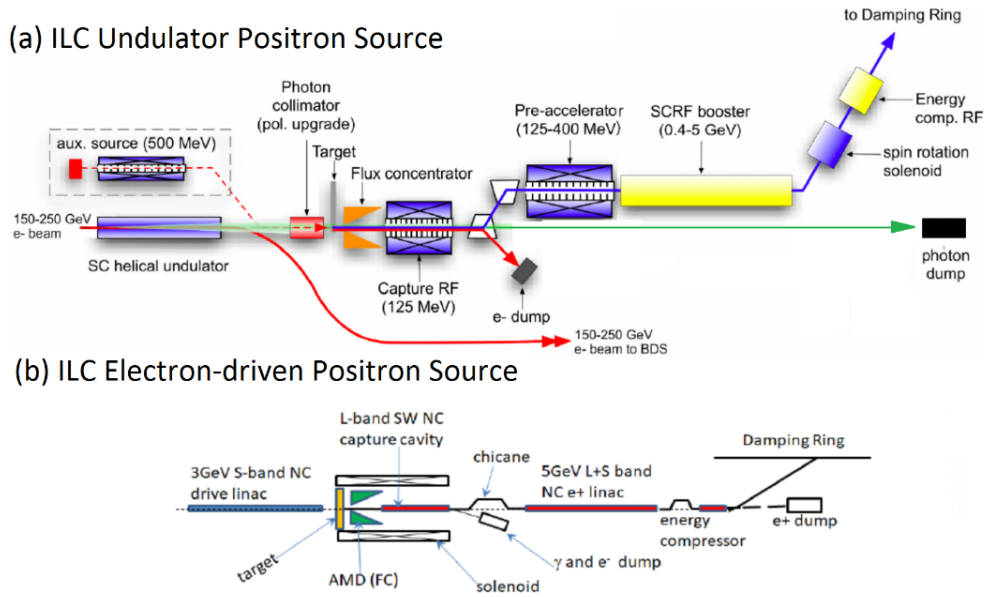 (a) ILC Undulator Positron Source
to Damping Ring
Photon
collimator
(pol. upgrade)
Pre-accelerator
(125-400 MeV)
SCRF booster
(0.4-5 GeV)
Energy
comp. RF
aux. source (500 MeV)
Target
Flux concentrator
spin rotation
solenoid
150-250 GeV
e- beam
SC helical undulator
Capture RF
(125 MeV)
photon
dump
e- dump
150-250 GeV
e- beam to BDS
(b) ILC Electron-driven Positron Source
L-band SW NC
capture cavity
Damping Ring
3GeV S-band NC
drive linac
chicane
5GeV L+S band
NC e+ linac
energy
compressor
e+ dump
target
AMD (FC)
solenoid
γ and e⁻ dump